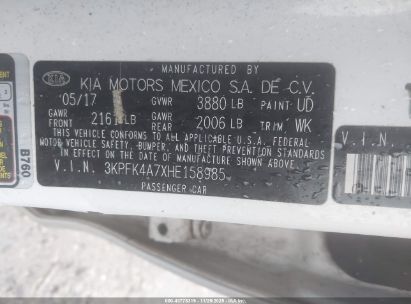 MANUFACTURED BY
KIA KIA MOTORS MEXICO S.A. DE C.V.
05/17 GVWR 3880 LB PAINT: UD
GAWR FRONT 2161 LB GAWR REAR 2006 LB TRIM WK
THIS VEHICLE CONFORMS TO ALL APPLICABLE U.S.A. FEDERAL
MOTOR VEHICLE SAFETY, BUMPER, AND THEFT PREVENTION STANDARDS
IN EFFECT ON THE DATE OF MANUFACTURE SHOWN ABOVE.
V.I.N. 3KPFK4A7XHE158985
PASSENGER CAR
B760
V.I.N.